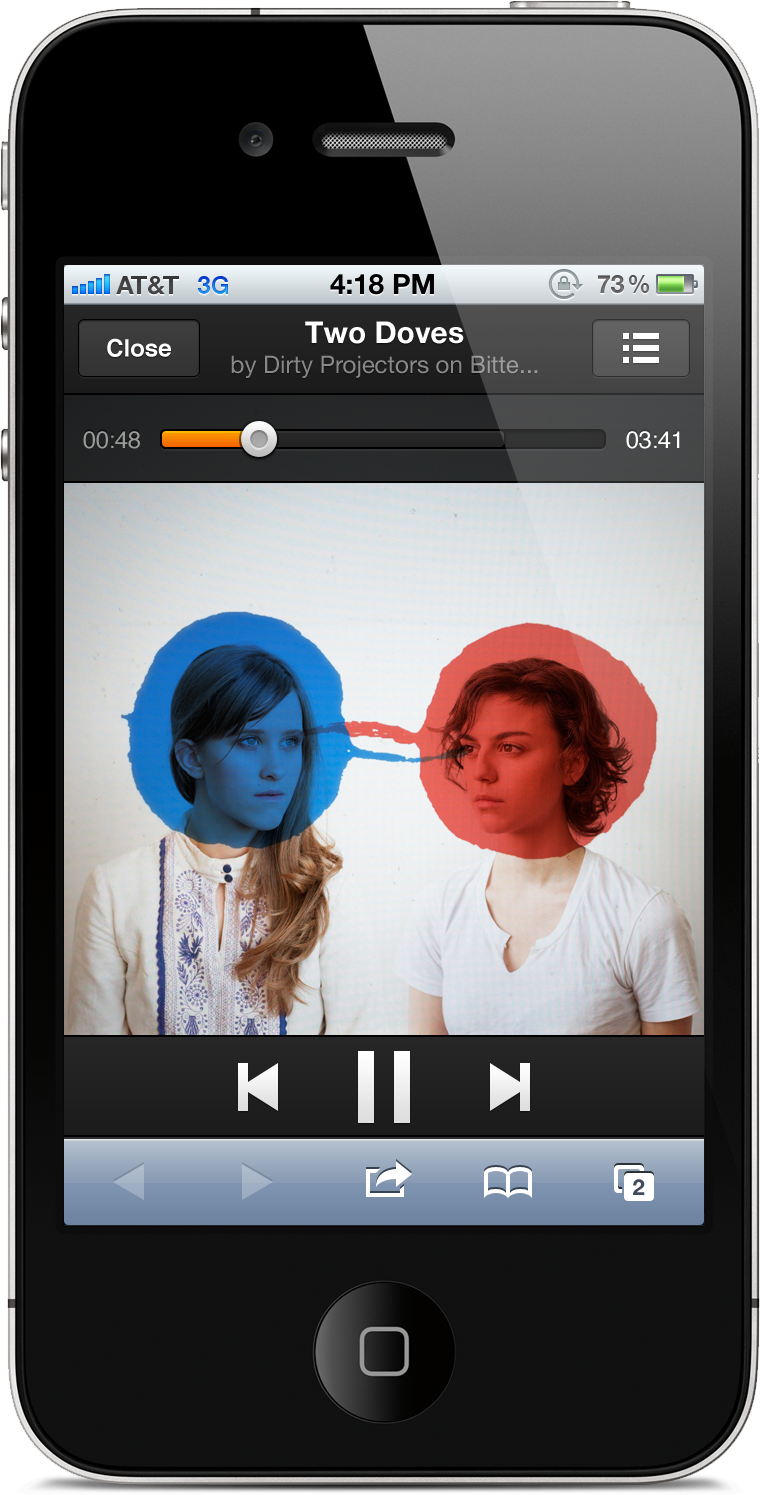 AT&T 3G 4:18 PM 73%
Close
Two Doves
by Dirty Projectors on Bitte...
00:48 03:41
2